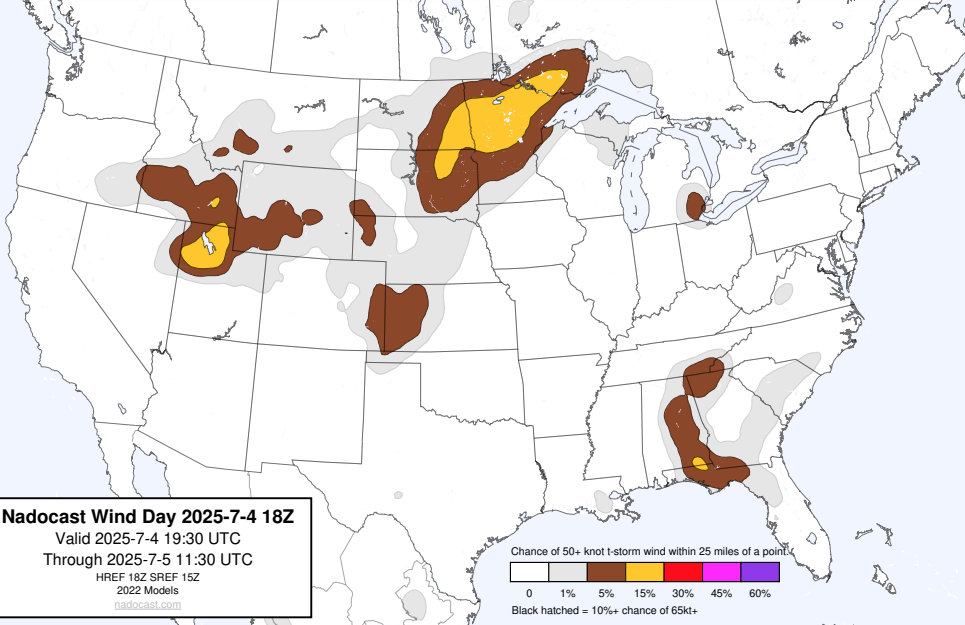 Nadocast Wind Day 2025-7-4 18Z
Valid 2025-7-4 19:30 UTC
Through 2025-7-5 11:30 UTC
HREF 18Z SREF 15Z
2022 Models
nadocast.com
Chance of 50+ knot t-storm wind within 25 miles of a point.
0 1% 5% 15% 30% 45% 60%
Black hatched = 10%+ chance of 65kt+